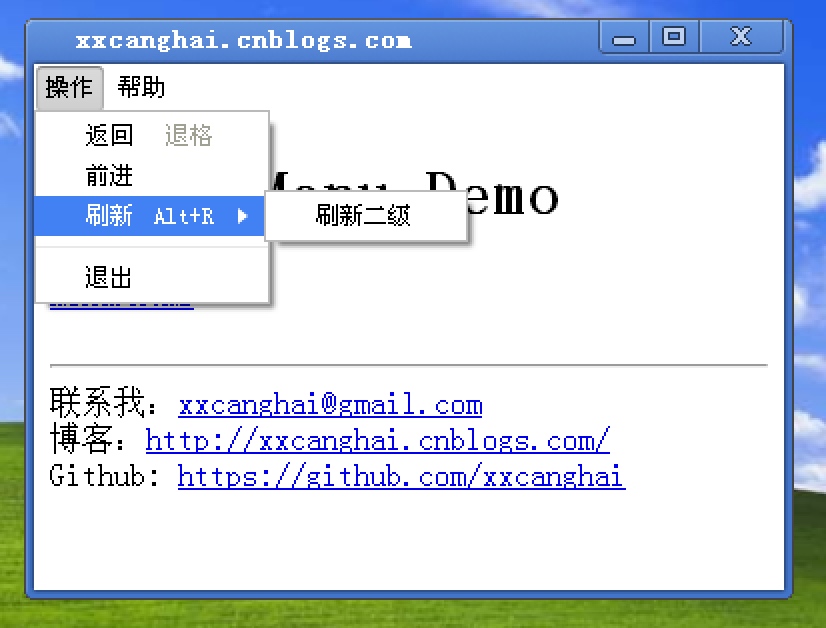 xxcanghai.cnblogs.com
操作 帮助
返回 退格
前进
Demo
刷新 Alt+R
刷新二级
退出
联系我: xxcanghai@gmail.com
博客: http://xxcanghai.cnblogs.com/
Github: https://github.com/xxcanghai